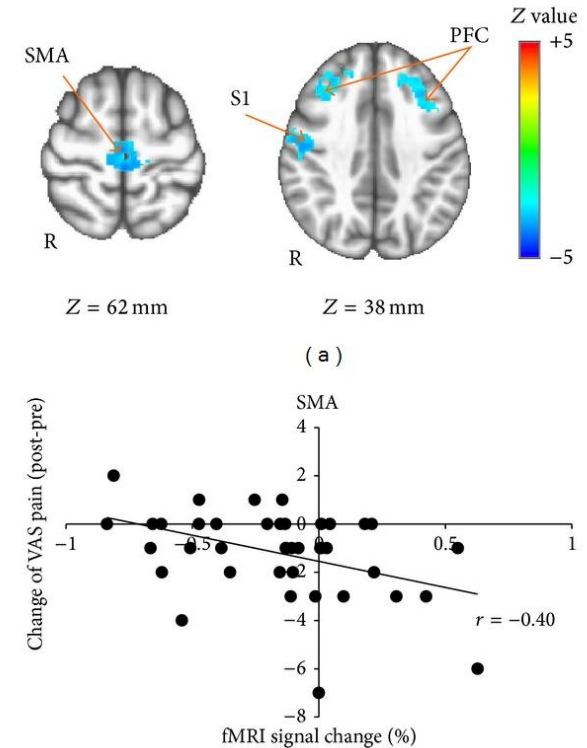 Z value
SMA
PFC
+5
S1
−5
R
R
Z = 62 mm
Z = 38 mm
(a)
SMA
Change of VAS pain (post-pre)
4
2
0
−1
−0.5
0
0.5
1
−2
−4
r = −0.40
−6
−8
fMRI signal change (%)